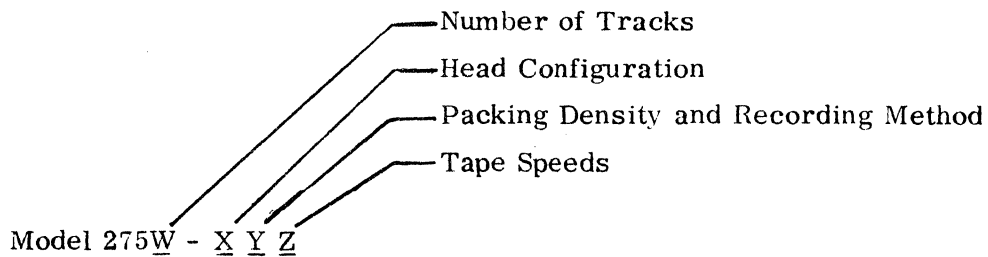 Number of Tracks
Head Configuration
Packing Density and Recording Method
Tape Speeds
Model 275W - X Y Z